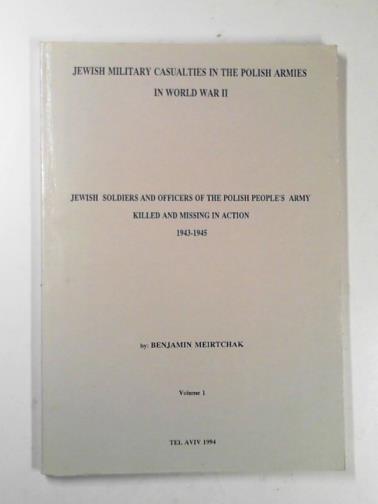 JEWISH MILITARY CASUALTIES IN THE POLISH ARMIES
IN WORLD WAR II
JEWISH SOLDIERS AND OFFICERS OF THE POLISH PEOPLE'S ARMY
KILLED AND MISSING IN ACTION
1943-1945
by: BENJAMIN MEIRTCHAK
Volume 1
TEL AVIV 1994